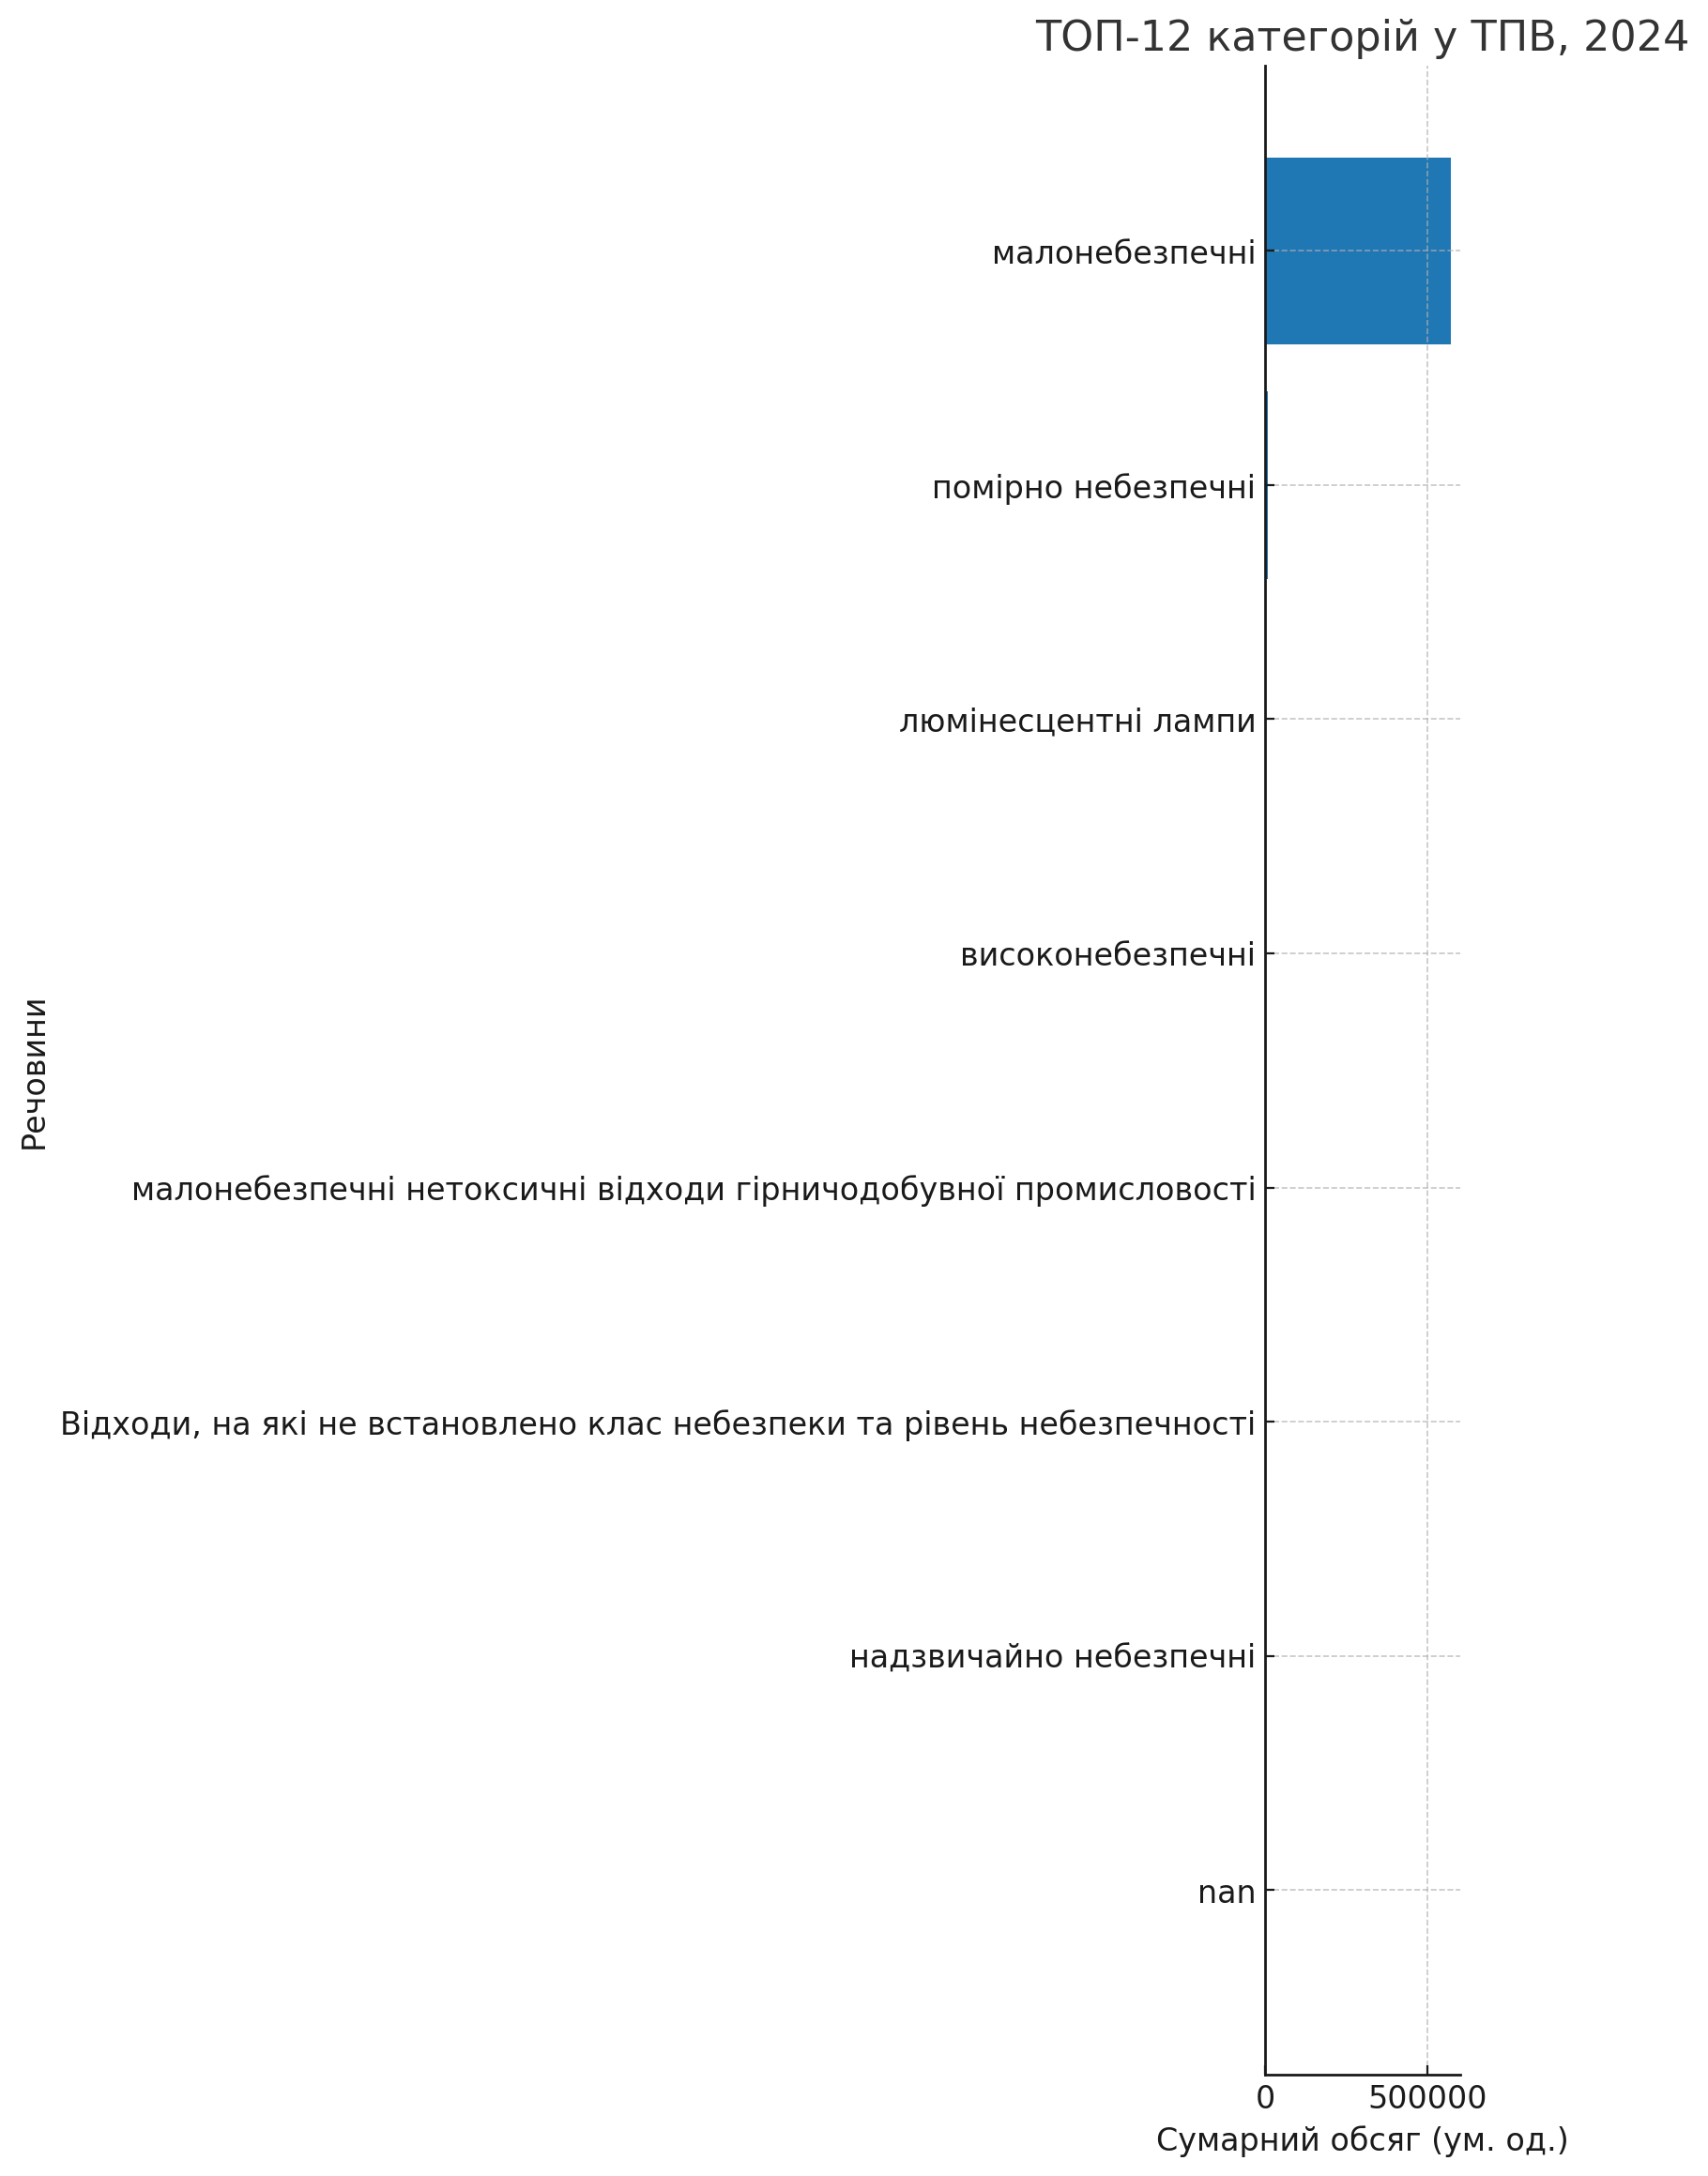 ТОП-12 категорій у ТПВ, 2024
малонебезпечні
помірно небезпечні
люмінесцентні лампи
високонебезпечні
Речовини
малонебезпечні нетоксичні відходи гірничодобувної промисловості
Відходи, на які не встановлено клас небезпеки та рівень небезпечності
надзвичайно небезпечні
nan
0 500000
Сумарний обсяг (ум. од.)